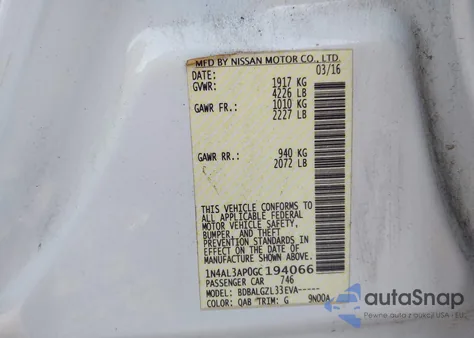 MFD BY NISSAN MOTOR CO., LTD.
DATE: 03/16
GVWR: 1917 KG
4226 LB
GAWR FR.: 1010 KG
2227 LB
GAWR RR.: 940 KG
2072 LB
THIS VEHICLE CONFORMS TO
ALL APPLICABLE FEDERAL
MOTOR VEHICLE SAFETY,
BUMPER, AND THEFT
PREVENTION STANDARDS IN
EFFECT ON THE DATE OF
MANUFACTURE SHOWN ABOVE.
1N4AL3AP0GC194066
PASSENGER CAR 746
MODEL: BDBALGZL33EVA-----
COLOR: QAB TRIM: G 9N00A
autoSnap